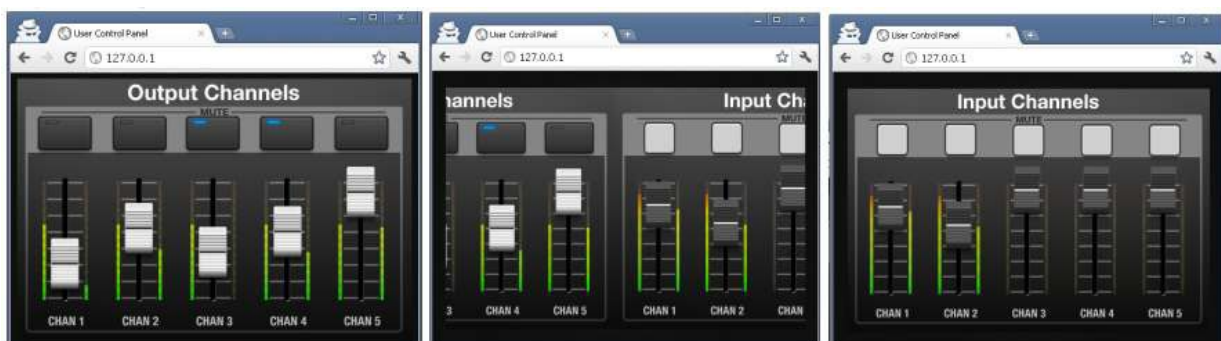 User Control Panel
127.0.0.1
Output Channels
MUTE
CHAN 1 CHAN 2 CHAN 3 CHAN 4 CHAN 5
User Control Panel
127.0.0.1
hannels Input Cha
MUTE
3 CHAN 4 CHAN 5 CHAN 1 CHAN 2 CHAN
User Control Panel
127.0.0.1
Input Channels
MUTE
CHAN 1 CHAN 2 CHAN 3 CHAN 4 CHAN 5